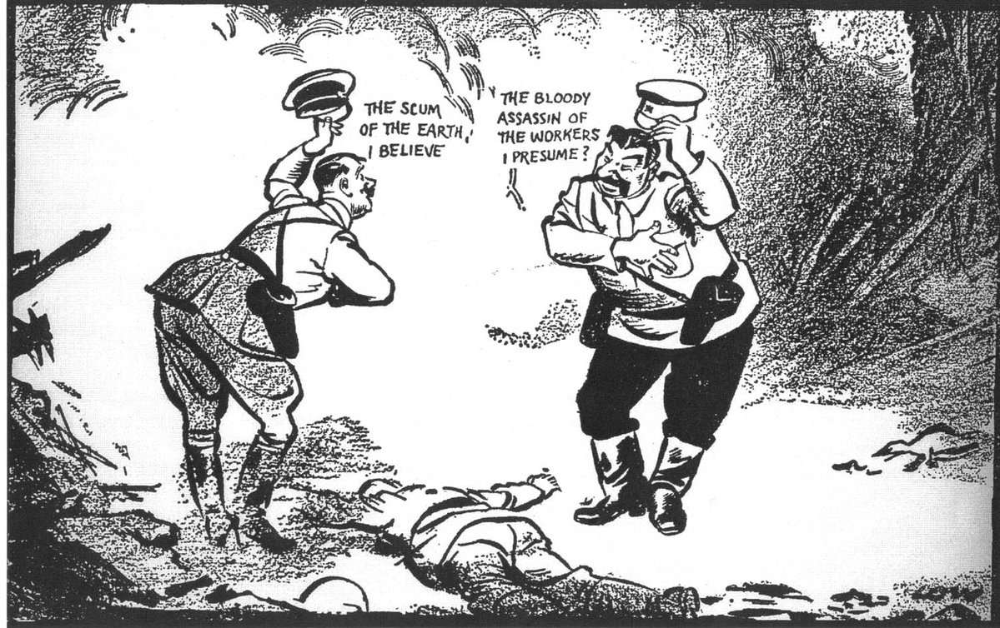 THE SCUM
OF THE EARTH,
I BELIEVE
THE BLOODY
ASSASSIN OF
THE WORKERS
I PRESUME?